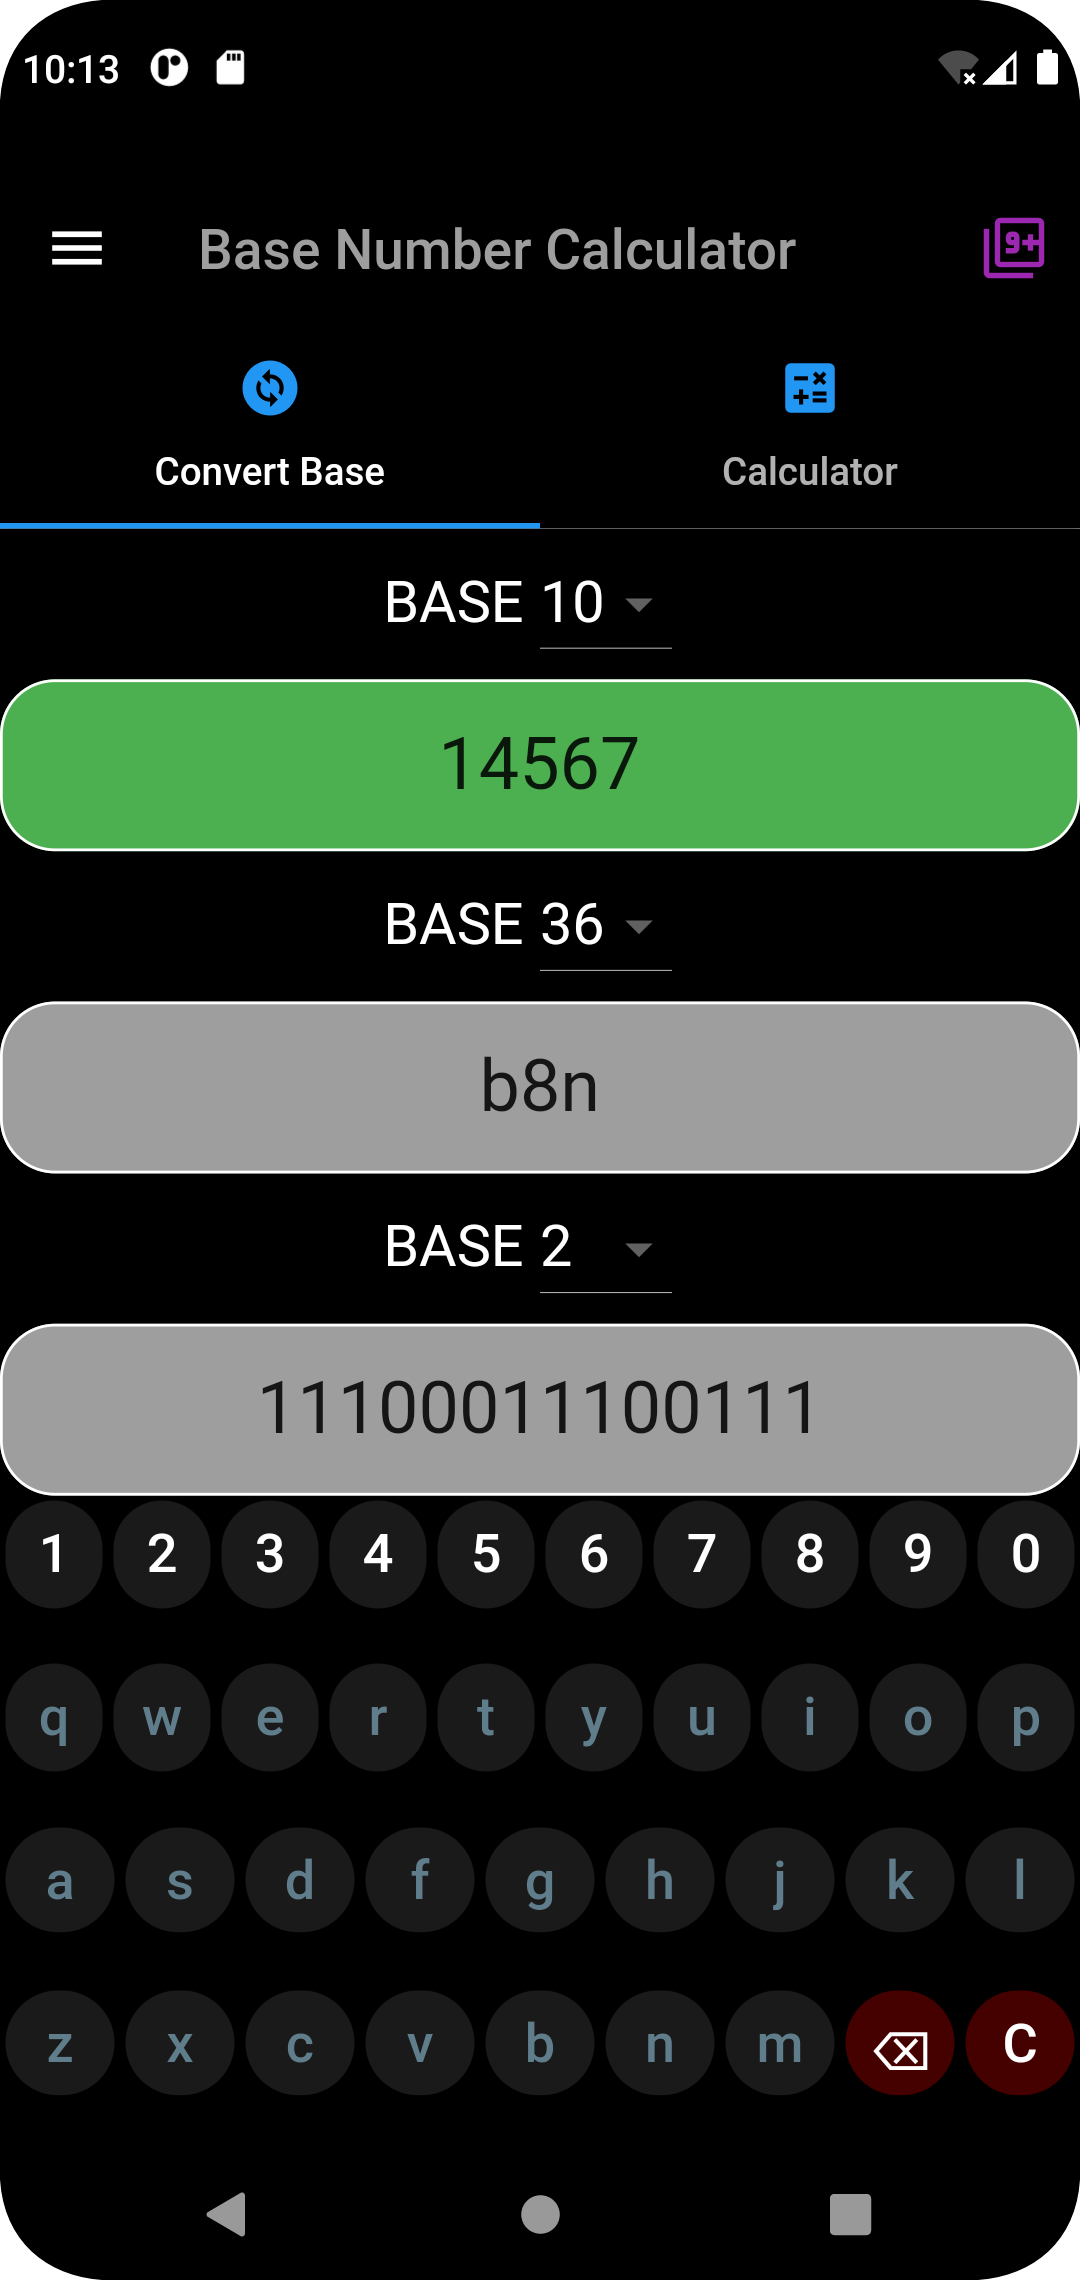 10:13
Base Number Calculator
9+
Convert Base
Calculator
BASE 10
14567
BASE 36
b8n
BASE 2
11100011100111
1 2 3 4 5 6 7 8 9 0
q w e r t y u i o p
a s d f g h j k l
z x c v b n m C